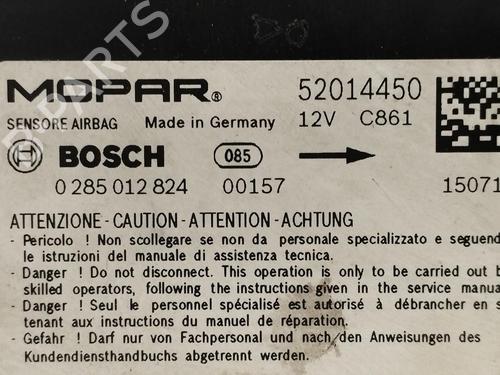 MOPAR® 52014450
SENSORE AIRBAG Made in Germany 12V C861
BOSCH 085
0 285 012 824 00157 15071
ATTENZIONE - CAUTION - ATTENTION - ACHTUNG
- Pericolo ! Non scollegare se non da personale specializzato e seguend
le istruzioni del manuale di assistenza tecnica.
- Danger ! Do not disconnect. This operation is only to be carried out b
skilled operators, following the instructions given in the service manua
- Danger ! Seul le personnel spécialisé est autorisé à débrancher en s
tenant aux instructions du manuel de réparation.
- Gefahr ! Darf nur von Fachpersonal und nach den Anweisungen des
Kundendiensthandbuchs abgetrennt werden.